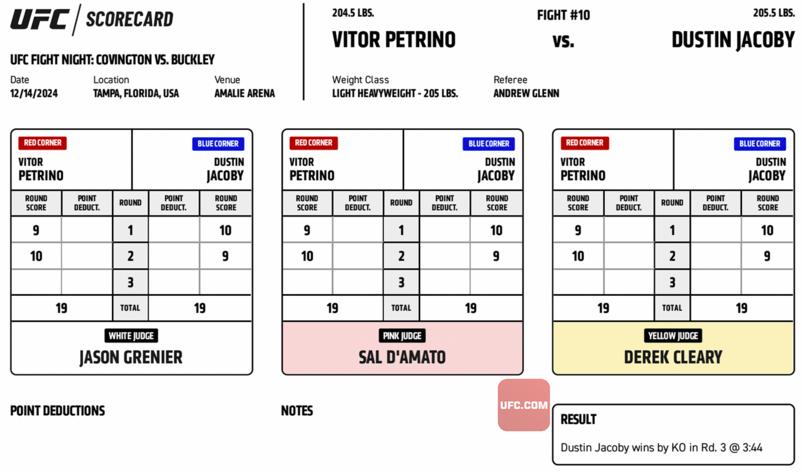 UFC / SCORECARD
UFC FIGHT NIGHT: COVINGTON VS. BUCKLEY
Date Location Venue
12/14/2024 TAMPA, FLORIDA, USA AMALIE ARENA
204.5 LBS. FIGHT #10 205.5 LBS.
VITOR PETRINO VS. DUSTIN JACOBY
Weight Class Referee
LIGHT HEAVYWEIGHT - 205 LBS. ANDREW GLENN
RED CORNER BLUE CORNER
VITOR DUSTIN
PETRINO JACOBY
ROUND POINT ROUND POINT ROUND
SCORE DEDUCT. DEDUCT. SCORE
9 1 10
10 2 9
3
19 TOTAL 19
WHITE JUDGE
JASON GRENIER
RED CORNER BLUE CORNER
VITOR DUSTIN
PETRINO JACOBY
ROUND POINT ROUND POINT ROUND
SCORE DEDUCT. DEDUCT. SCORE
9 1 10
10 2 9
3
19 TOTAL 19
PINK JUDGE
SAL D'AMATO
RED CORNER BLUE CORNER
VITOR DUSTIN
PETRINO JACOBY
ROUND POINT ROUND POINT ROUND
SCORE DEDUCT. DEDUCT. SCORE
9 1 10
10 2 9
3
19 TOTAL 19
YELLOW JUDGE
DEREK CLEARY
POINT DEDUCTIONS
NOTES
UFC.COM
RESULT
Dustin Jacoby wins by KO in Rd. 3 @ 3:44